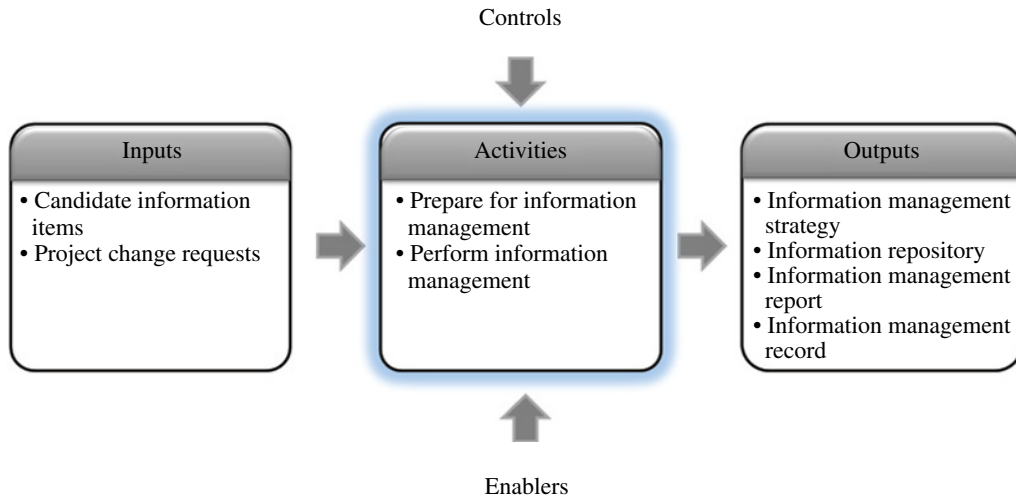 Controls
Inputs
• Candidate information
items
• Project change requests
Activities
• Prepare for information
management
• Perform information
management
Outputs
• Information management
strategy
• Information repository
• Information management
report
• Information management
record
Enablers